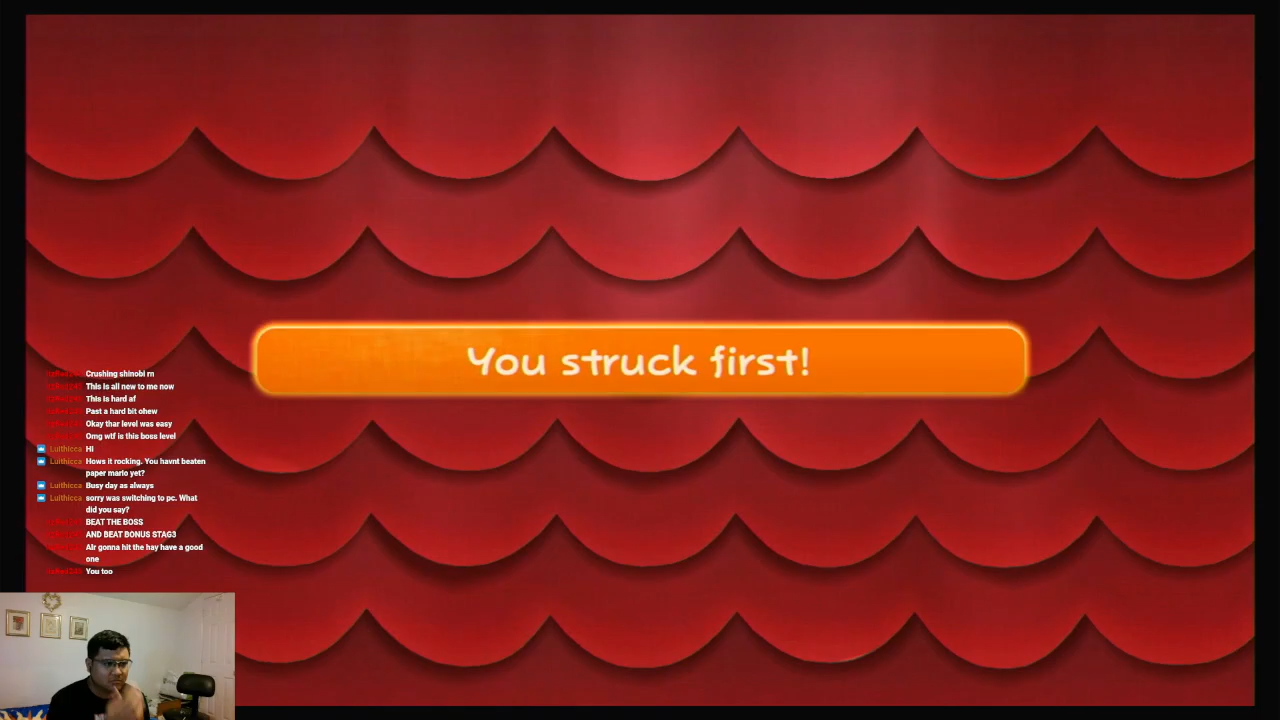 You struck first!
Crushing shinobi rn
This is all new to me now
This is hard af
Past a hard bit ohew
Okay thar level was easy
Omg wtf is this boss level
Luithicca Hi
Luithicca Hows it rocking. You havnt beaten
paper mario yet?
Luithicca Busy day as always
Luithicca sorry was switching to pc. What
did you say?
BEAT THE BOSS
AND BEAT BONUS STAG3
Alr gonna hit the hay have a good
one
You too